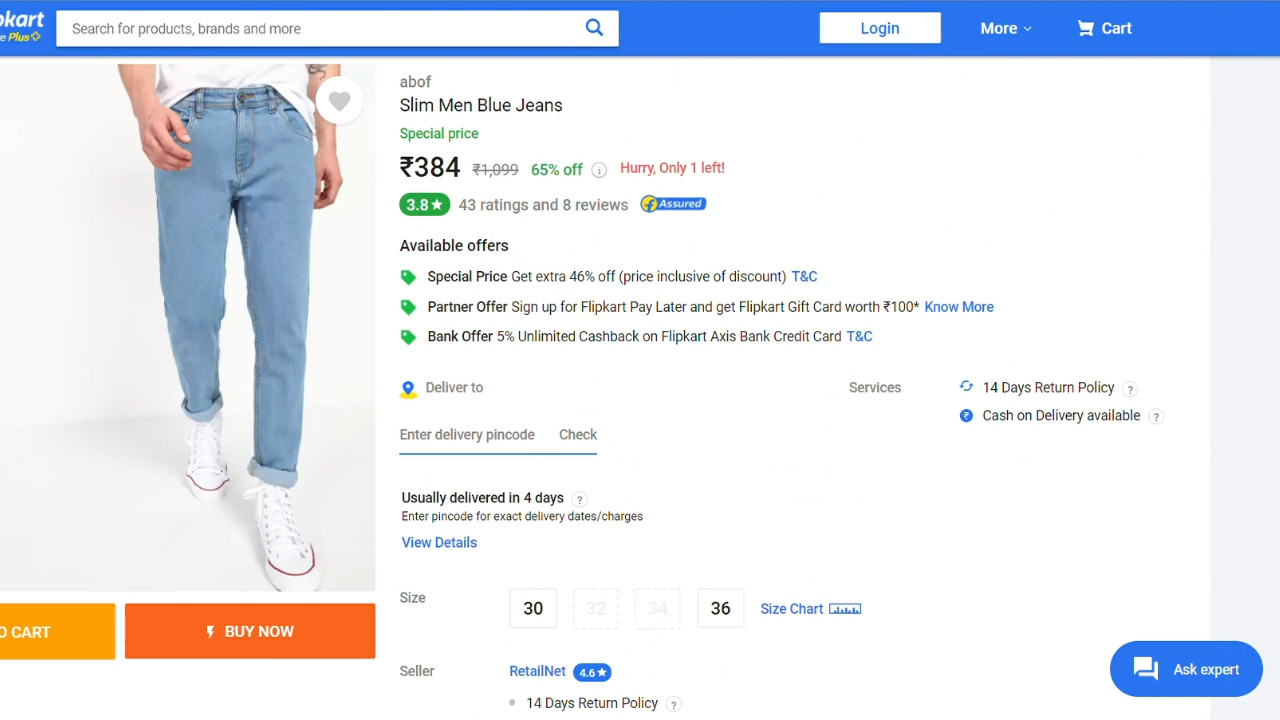 pkart
e Plus
Search for products, brands and more
Login
More
Cart
abof
Slim Men Blue Jeans
Special price
₹384 ₹1,099 65% off i Hurry, Only 1 left!
3.8★ 43 ratings and 8 reviews f Assured
Available offers
Special Price Get extra 46% off (price inclusive of discount) T&C
Partner Offer Sign up for Flipkart Pay Later and get Flipkart Gift Card worth ₹100* Know More
Bank Offer 5% Unlimited Cashback on Flipkart Axis Bank Credit Card T&C
Deliver to
Enter delivery pincode Check
Services
14 Days Return Policy ?
₹ Cash on Delivery available ?
Usually delivered in 4 days ?
Enter pincode for exact delivery dates/charges
View Details
Size 30 32 34 36 Size Chart
O CART
BUY NOW
Seller RetailNet 4.6★
14 Days Return Policy ?
Ask expert